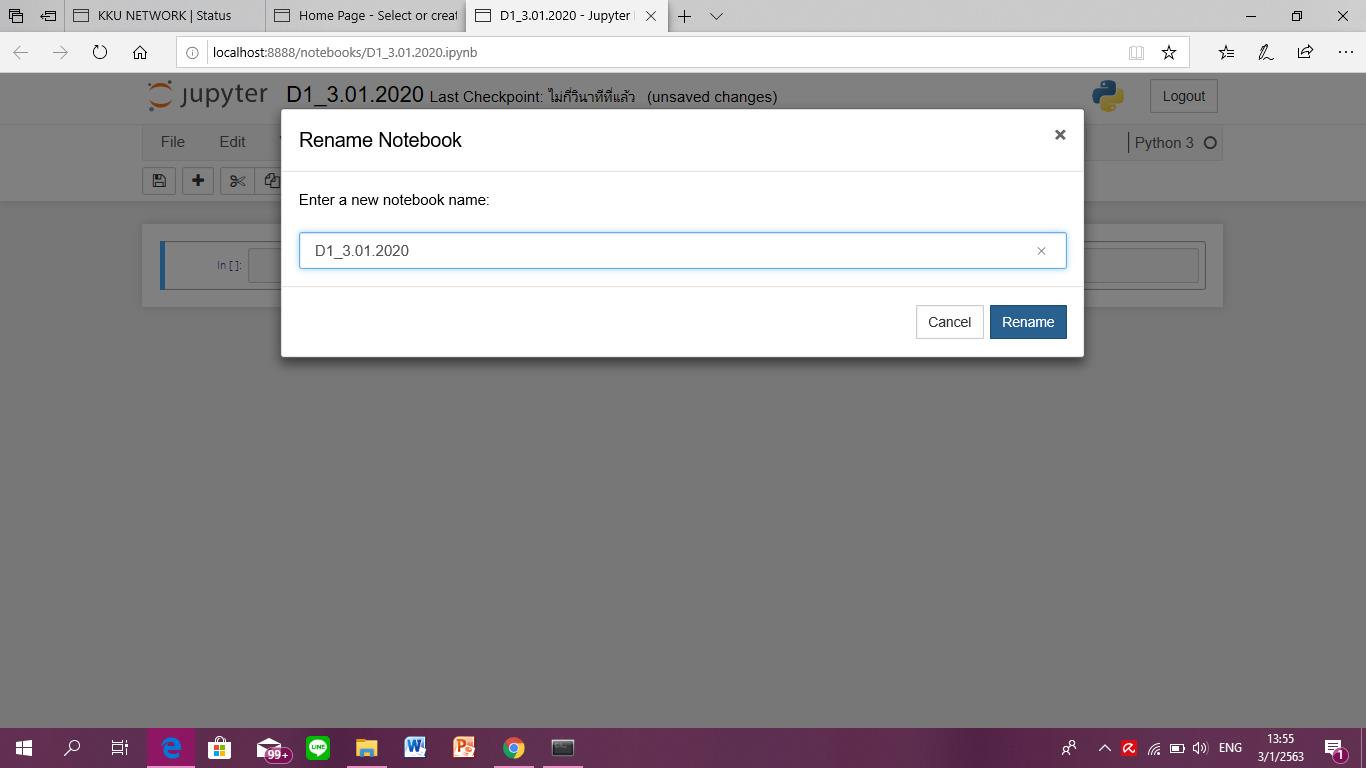 KKU NETWORK | Status
Home Page - Select or creat
D1_3.01.2020 - Jupyter
localhost:8888/notebooks/D1_3.01.2020.ipynb
jupyter D1_3.01.2020 Last Checkpoint: ไม่กี่วินาทีที่แล้ว (unsaved changes)
Logout
File Edit
Python 3
Rename Notebook
×
Enter a new notebook name:
D1_3.01.2020
×
Cancel Rename
In [ ]:
99+
LINE
ENG
13:55
3/1/2563
1